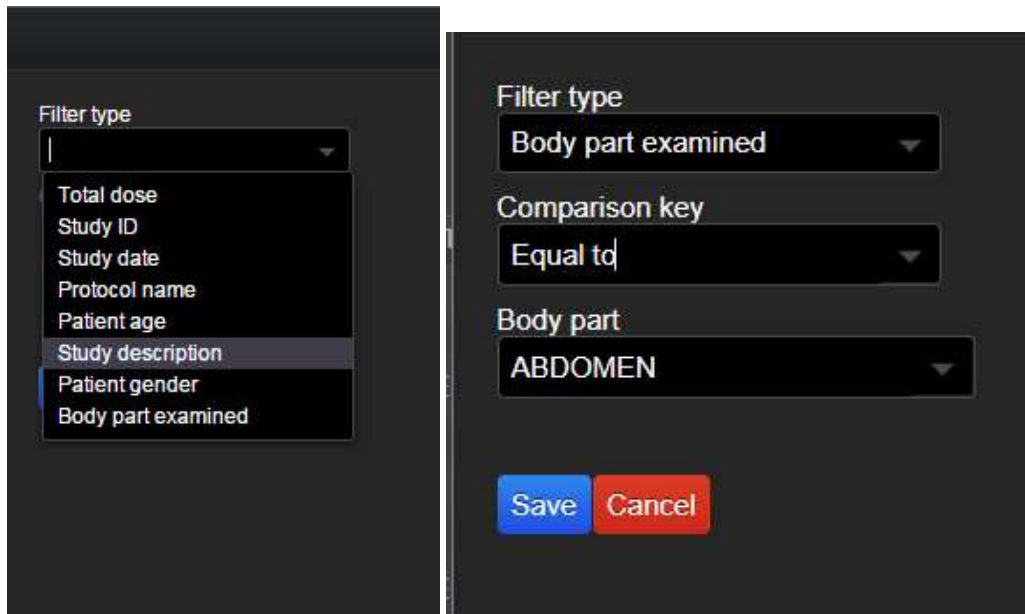 Filter type
Total dose
Study ID
Study date
Protocol name
Patient age
Study description
Patient gender
Body part examined
Filter type
Body part examined
Comparison key
Equal to
Body part
ABDOMEN
Save Cancel